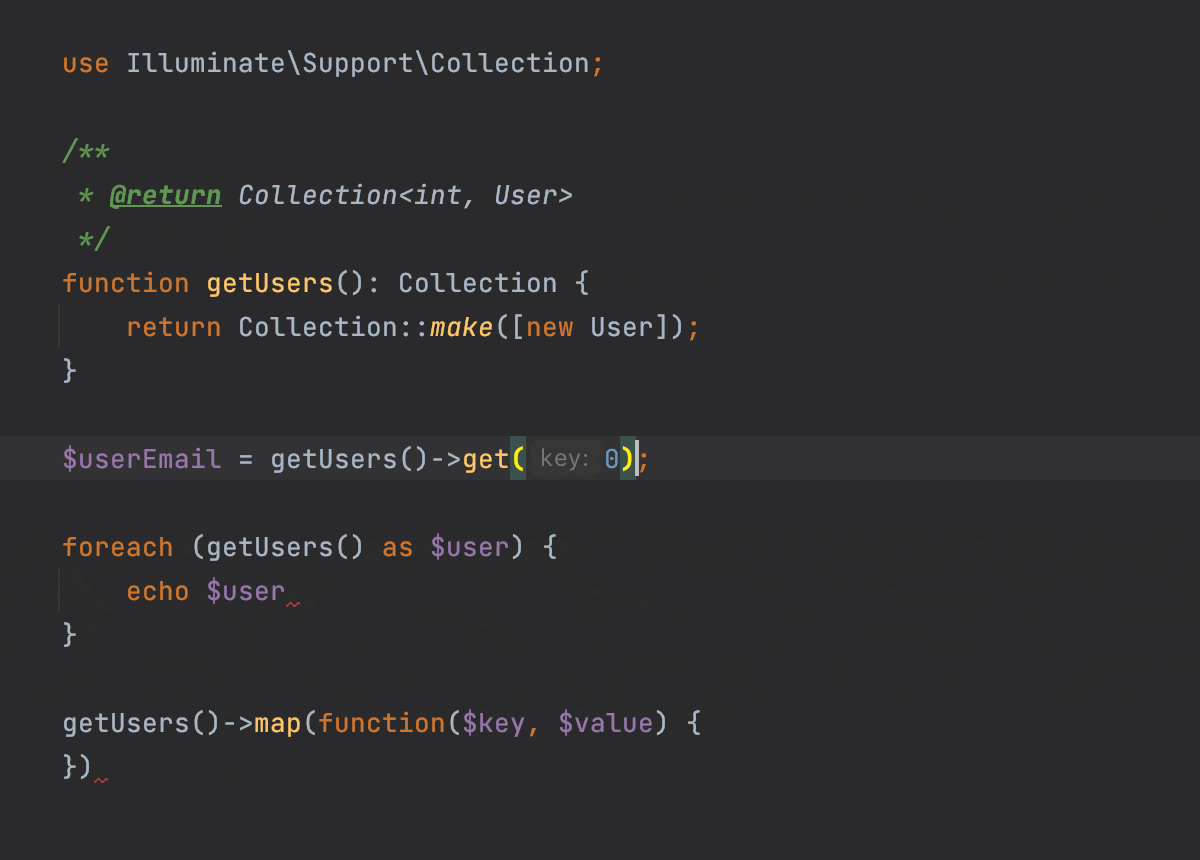 use Illuminate\Support\Collection;
/**
 * @return Collection<int, User>
 */
function getUsers(): Collection {
    return Collection::make([new User]);
}
$userEmail = getUsers()->get( key: 0);
foreach (getUsers() as $user) {
    echo $user
}
getUsers()->map(function($key, $value) {
})